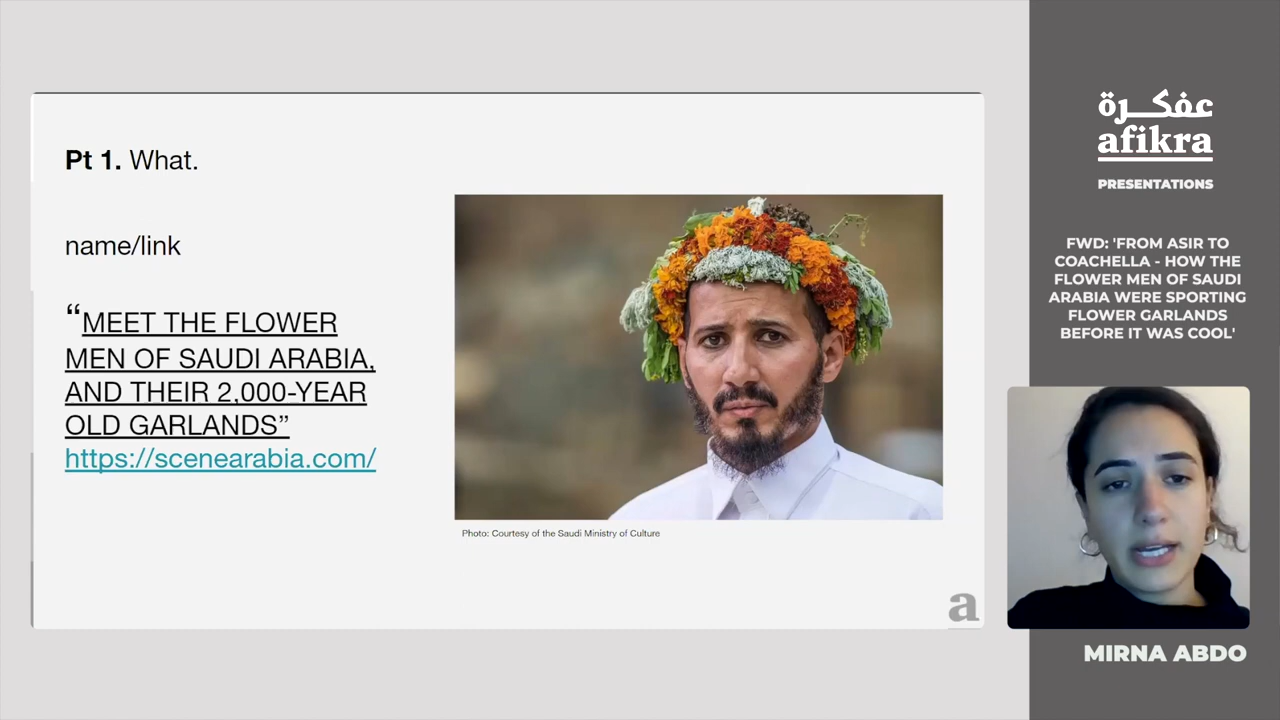 Pt 1. What.
name/link
“MEET THE FLOWER
MEN OF SAUDI ARABIA,
AND THEIR 2,000-YEAR
OLD GARLANDS”
https://scenearabia.com/
Photo: Courtesy of the Saudi Ministry of Culture
a
عفكرة
afikra
PRESENTATIONS
FWD: 'FROM ASIR TO
COACHELLA - HOW THE
FLOWER MEN OF SAUDI
ARABIA WERE SPORTING
FLOWER GARLANDS
BEFORE IT WAS COOL'
MIRNA ABDO